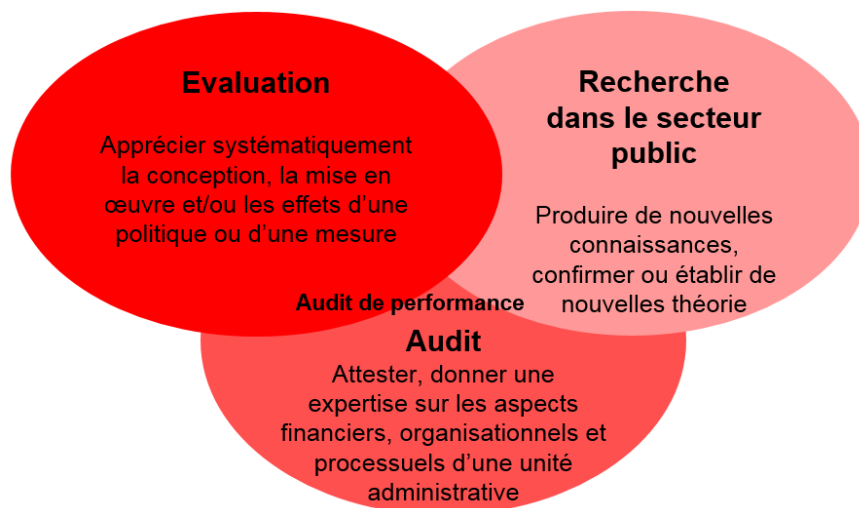 Evaluation
Apprécier systématiquement
la conception, la mise en
œuvre et/ou les effets d'une
politique ou d'une mesure
Recherche
dans le secteur
public
Produire de nouvelles
connaissances,
confirmer ou établir de
nouvelles théorie
Audit de performance
Audit
Attester, donner une
expertise sur les aspects
financiers, organisationnels et
processuels d'une unité
administrative